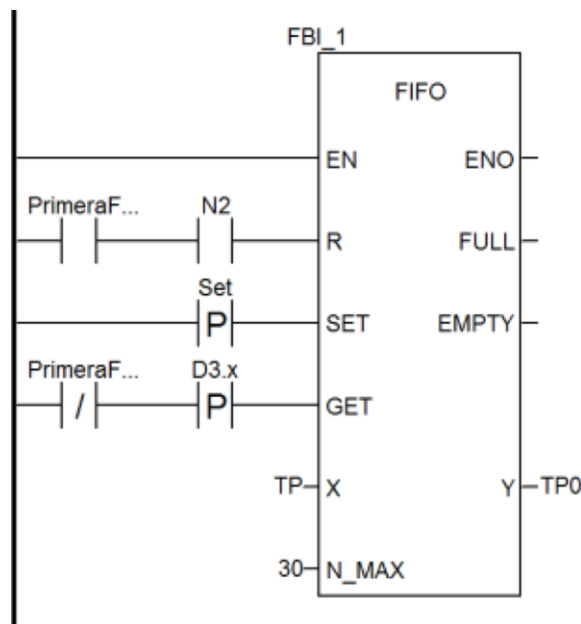 FBI_1
FIFO
EN ENO
PrimeraF... N2
R FULL
Set
P SET EMPTY
PrimeraF... D3.x
/ P GET
TP X Y TP0
30 N_MAX